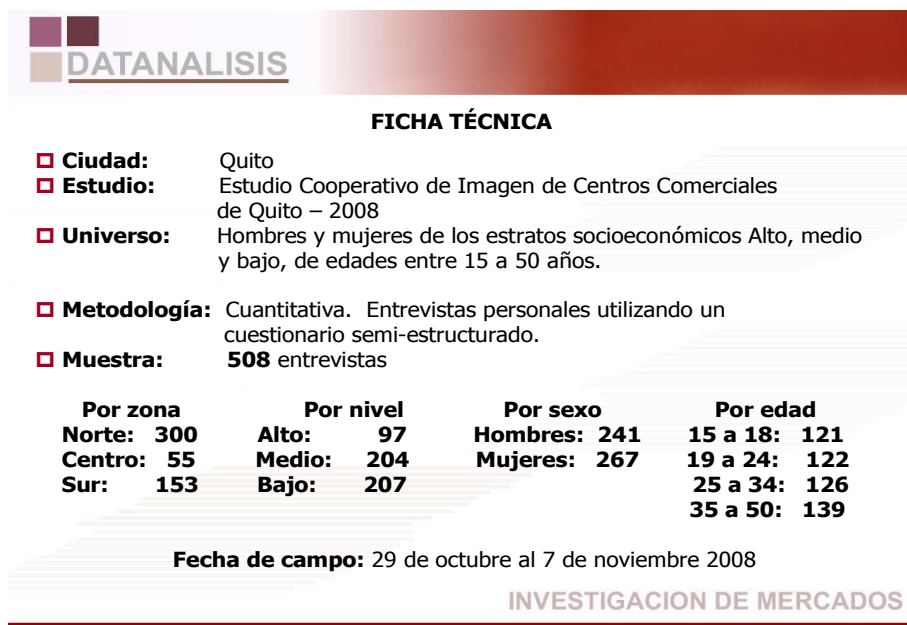 DATANALISIS
FICHA TÉCNICA
Ciudad: Quito
Estudio: Estudio Cooperativo de Imagen de Centros Comerciales
de Quito – 2008
Universo: Hombres y mujeres de los estratos socioeconómicos Alto, medio
y bajo, de edades entre 15 a 50 años.
Metodología: Cuantitativa. Entrevistas personales utilizando un
cuestionario semi-estructurado.
Muestra: 508 entrevistas
Por zona Por nivel Por sexo Por edad
Norte: 300 Alto: 97 Hombres: 241 15 a 18: 121
Centro: 55 Medio: 204 Mujeres: 267 19 a 24: 122
Sur: 153 Bajo: 207 25 a 34: 126
35 a 50: 139
Fecha de campo: 29 de octubre al 7 de noviembre 2008
INVESTIGACION DE MERCADOS